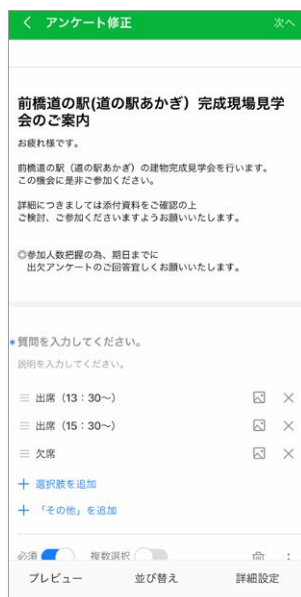 アンケート修正
次へ
前橋道の駅(道の駅あかぎ）完成現場見学
会のご案内
お疲れ様です。
前橋道の駅（道の駅あかぎ）の建物完成見学会を行います。
この機会に是非ご参加ください。
詳細につきましては添付資料をご確認の上
ご検討、ご参加くださいますようお願いいたします。
◎参加人数把握の為、期日までに
出欠アンケートのご回答宜しくお願いいたします。
*質問を入力してください。
説明を入力してください。
出席（13：30～）
出席（15：30～）
欠席
＋ 選択肢を追加
＋ 「その他」を追加
必須 複数選択
プレビュー 並び替え 詳細設定